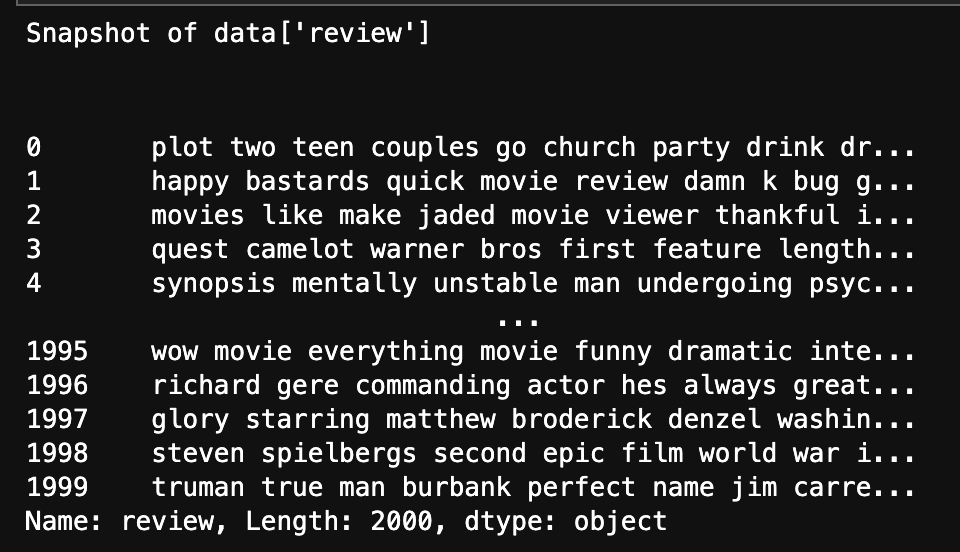 Snapshot of data['review']
0 plot two teen couples go church party drink dr...
1 happy bastards quick movie review damn k bug g...
2 movies like make jaded movie viewer thankful i...
3 quest camelot warner bros first feature length...
4 synopsis mentally unstable man undergoing psyc...
...
1995 wow movie everything movie funny dramatic inte...
1996 richard gere commanding actor hes always great...
1997 glory starring matthew broderick denzel washin...
1998 steven spielbergs second epic film world war i...
1999 truman true man burbank perfect name jim carre...
Name: review, Length: 2000, dtype: object